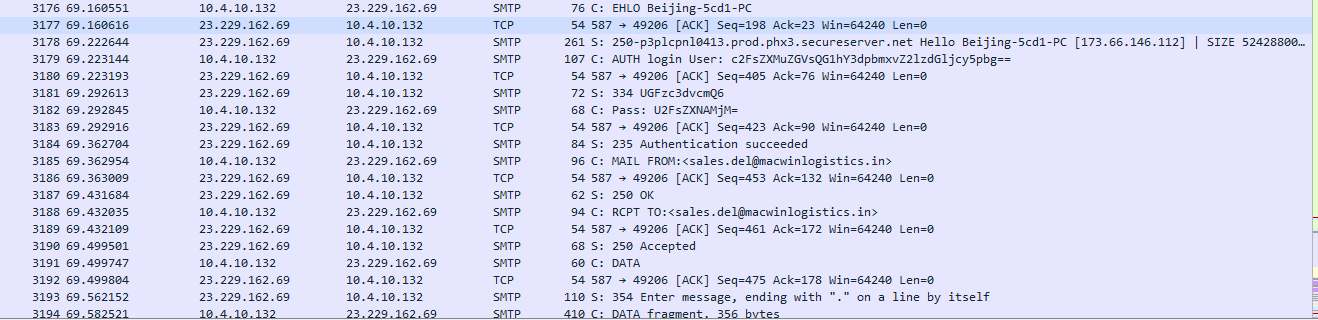 3176 69.160551 10.4.10.132 23.229.162.69 SMTP 76 C: EHLO Beijing-5cd1-PC
3177 69.160616 23.229.162.69 10.4.10.132 TCP 54 587 → 49206 [ACK] Seq=198 Ack=23 Win=64240 Len=0
3178 69.222644 23.229.162.69 10.4.10.132 SMTP 261 S: 250-p3plcpnl0413.prod.phx3.secureserver.net Hello Beijing-5cd1-PC [173.66.146.112] | SIZE 52428800…
3179 69.223144 10.4.10.132 23.229.162.69 SMTP 107 C: AUTH login User: c2FsZXMuZGVsQG1hY3dpbmxvZ2lzdGljcy5pbg==
3180 69.223193 23.229.162.69 10.4.10.132 TCP 54 587 → 49206 [ACK] Seq=405 Ack=76 Win=64240 Len=0
3181 69.292613 23.229.162.69 10.4.10.132 SMTP 72 S: 334 UGFzc3dvcmQ6
3182 69.292845 10.4.10.132 23.229.162.69 SMTP 68 C: Pass: U2FsZXNAMjM=
3183 69.292916 23.229.162.69 10.4.10.132 TCP 54 587 → 49206 [ACK] Seq=423 Ack=90 Win=64240 Len=0
3184 69.362704 23.229.162.69 10.4.10.132 SMTP 84 S: 235 Authentication succeeded
3185 69.362954 10.4.10.132 23.229.162.69 SMTP 96 C: MAIL FROM:<sales.del@macwinlogistics.in>
3186 69.363009 23.229.162.69 10.4.10.132 TCP 54 587 → 49206 [ACK] Seq=453 Ack=132 Win=64240 Len=0
3187 69.431684 23.229.162.69 10.4.10.132 SMTP 62 S: 250 OK
3188 69.432035 10.4.10.132 23.229.162.69 SMTP 94 C: RCPT TO:<sales.del@macwinlogistics.in>
3189 69.432109 23.229.162.69 10.4.10.132 TCP 54 587 → 49206 [ACK] Seq=461 Ack=172 Win=64240 Len=0
3190 69.499501 23.229.162.69 10.4.10.132 SMTP 68 S: 250 Accepted
3191 69.499747 10.4.10.132 23.229.162.69 SMTP 60 C: DATA
3192 69.499804 23.229.162.69 10.4.10.132 TCP 54 587 → 49206 [ACK] Seq=475 Ack=178 Win=64240 Len=0
3193 69.562152 23.229.162.69 10.4.10.132 SMTP 110 S: 354 Enter message, ending with "." on a line by itself
3194 69.582521 10.4.10.132 23.229.162.69 SMTP 410 C: DATA fragment, 356 bytes